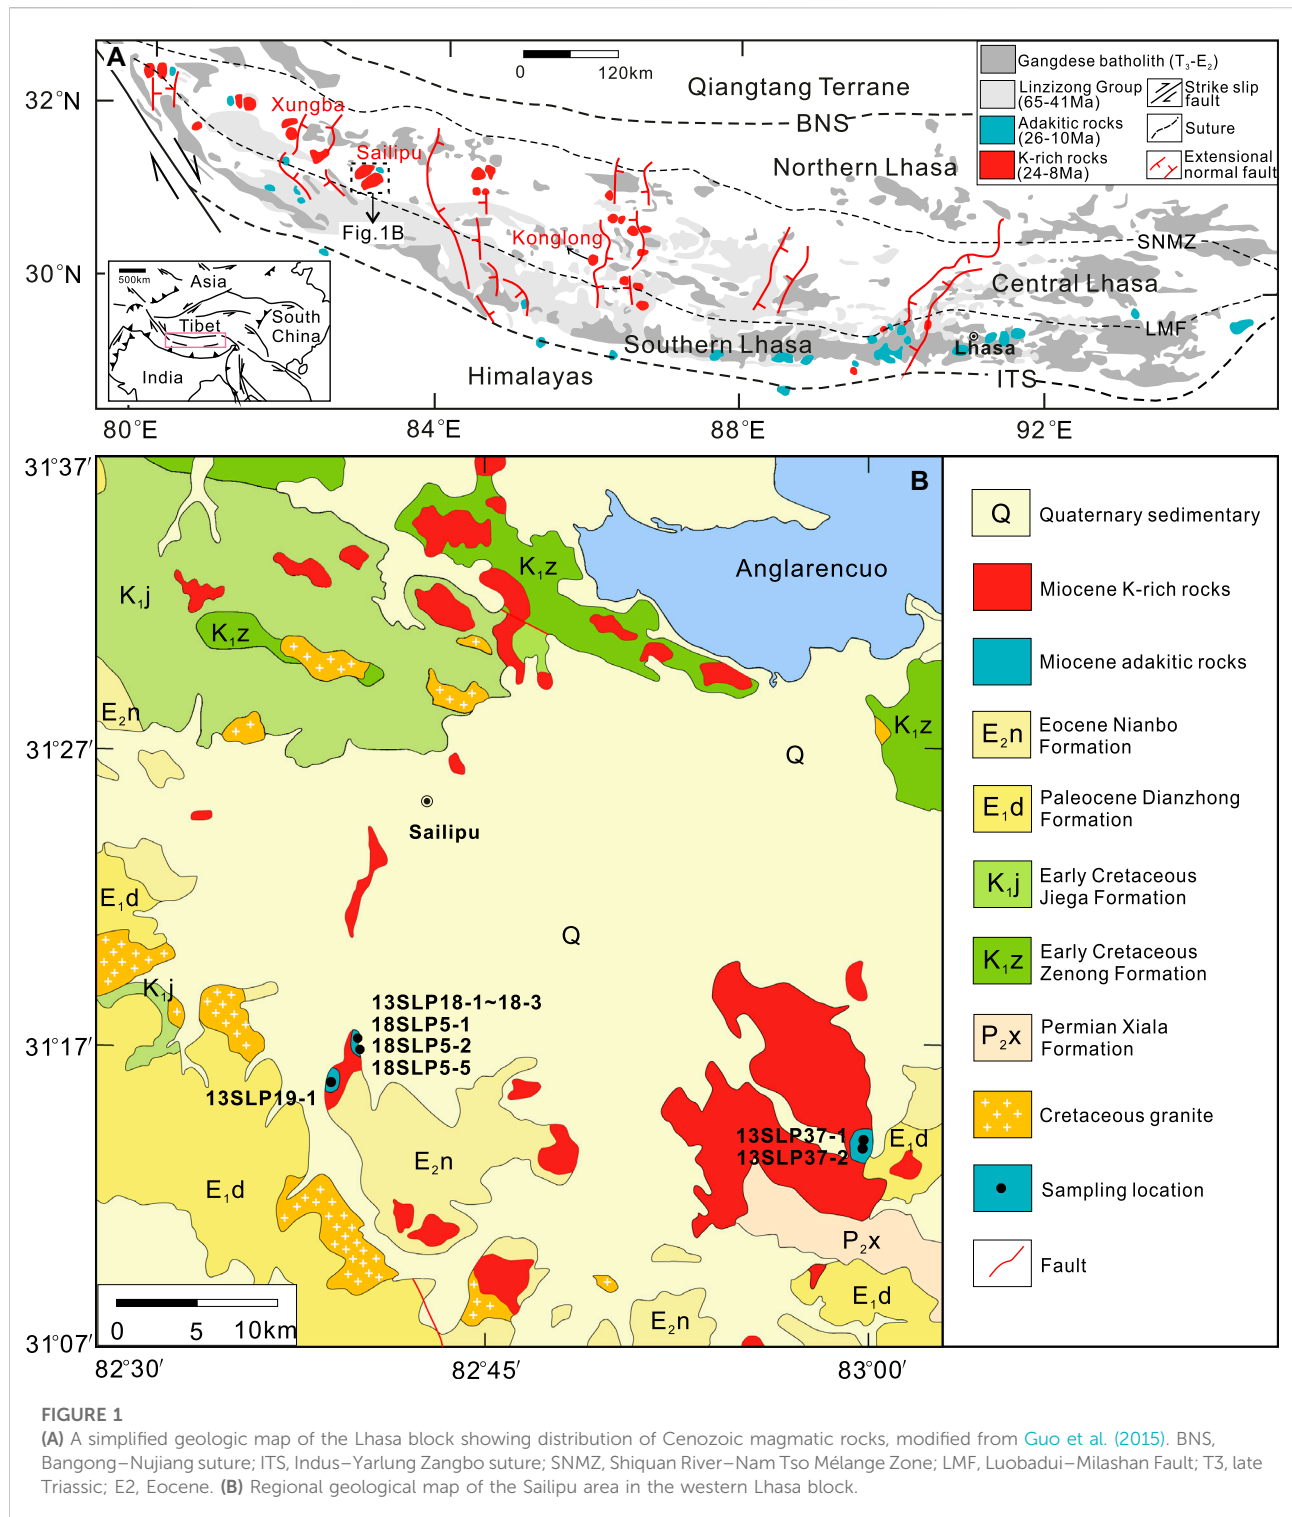 A
0 120km
32°N
30°N
80°E
84°E
88°E
92°E
Qiangtang Terrane
BNS
Northern Lhasa
SNMZ
Central Lhasa
LMF
Lhasa
ITS
Southern Lhasa
Himalayas
Xungba
Sailipu
Fig.1B
Konglong
500km
Asia
Tibet
South
China
India
Gangdese batholith (T₃-E₂)
Linzizong Group
(65-41Ma)
Adakitic rocks
(26-10Ma)
K-rich rocks
(24-8Ma)
Strike slip
fault
Suture
Extensional
normal fault
B
31°37′
31°27′
31°17′
31°07′
82°30′
82°45′
83°00′
K₁j
K₁z
K₁z
Anglarencuo
E₂n
K₁z
Q
Sailipu
E₁d
Q
K₁j
13SLP18-1~18-3
18SLP5-1
18SLP5-2
18SLP5-5
13SLP19-1
13SLP37-1
13SLP37-2
E₁d
E₂n
E₁d
P₂x
E₁d
E₂n
0 5 10km
Q Quaternary sedimentary
Miocene K-rich rocks
Miocene adakitic rocks
E₂n Eocene Nianbo
Formation
E₁d Paleocene Dianzhong
Formation
K₁j Early Cretaceous
Jiega Formation
K₁z Early Cretaceous
Zenong Formation
P₂x Permian Xiala
Formation
Cretaceous granite
Sampling location
Fault
FIGURE 1
(A) A simplified geologic map of the Lhasa block showing distribution of Cenozoic magmatic rocks, modified from Guo et al. (2015). BNS,
Bangong–Nujiang suture; ITS, Indus–Yarlung Zangbo suture; SNMZ, Shiquan River–Nam Tso Mélange Zone; LMF, Luobadui–Milashan Fault; T3, late
Triassic; E2, Eocene. (B) Regional geological map of the Sailipu area in the western Lhasa block.